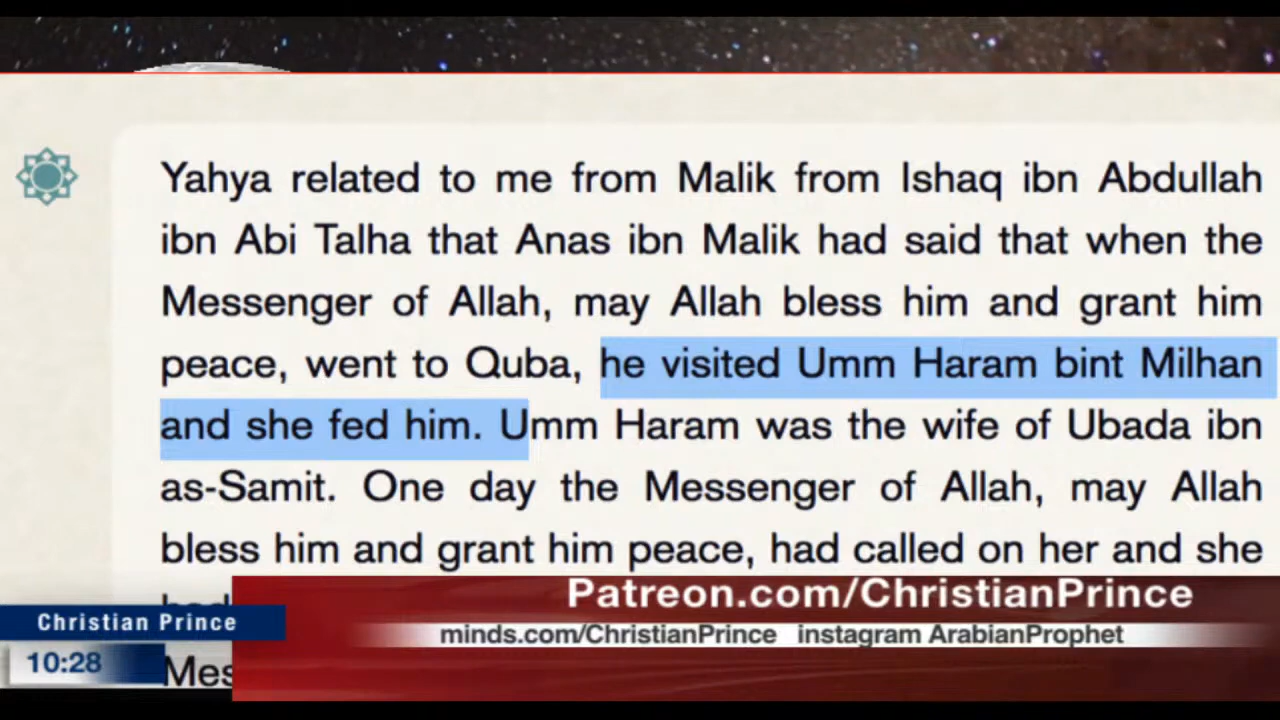 Yahya related to me from Malik from Ishaq ibn Abdullah
ibn Abi Talha that Anas ibn Malik had said that when the
Messenger of Allah, may Allah bless him and grant him
peace, went to Quba, he visited Umm Haram bint Milhan
and she fed him. Umm Haram was the wife of Ubada ibn
as-Samit. One day the Messenger of Allah, may Allah
bless him and grant him peace, had called on her and she
Patreon.com/ChristianPrince
Christian Prince
minds.com/ChristianPrince instagram ArabianProphet
10:28
Mes